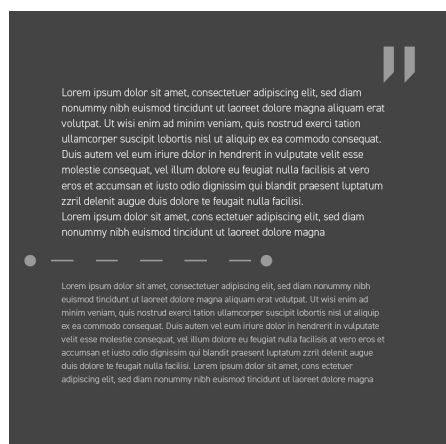 Lorem ipsum dolor sit amet, consectetuer adipiscing elit, sed diam
nonummy nibh euismod tincidunt ut laoreet dolore magna aliquam erat
volutpat. Ut wisi enim ad minim veniam, quis nostrud exerci tation
ullamcorper suscipit lobortis nisl ut aliquip ex ea commodo consequat.
Duis autem vel eum iriure dolor in hendrerit in vulputate velit esse
molestie consequat, vel illum dolore eu feugiat nulla facilisis at vero
eros et accumsan et iusto odio dignissim qui blandit praesent luptatum
zzril delenit augue duis dolore te feugait nulla facilisi.
Lorem ipsum dolor sit amet, cons ectetuer adipiscing elit, sed diam
nonummy nibh euismod tincidunt ut laoreet dolore magna
Lorem ipsum dolor sit amet, consectetuer adipiscing elit, sed diam nonummy nibh
euismod tincidunt ut laoreet dolore magna aliquam erat volutpat. Ut wisi enim ad
minim veniam, quis nostrud exerci tation ullamcorper suscipit lobortis nisl ut aliquip
ex ea commodo consequat. Duis autem vel eum iriure dolor in hendrerit in vulputate
velit esse molestie consequat, vel illum dolore eu feugiat nulla facilisis at vero eros et
accumsan et iusto odio dignissim qui blandit praesent luptatum zzril delenit augue
duis dolore te feugait nulla facilisi. Lorem ipsum dolor sit amet, cons ectetuer
adipiscing elit, sed diam nonummy nibh euismod tincidunt ut laoreet dolore magna